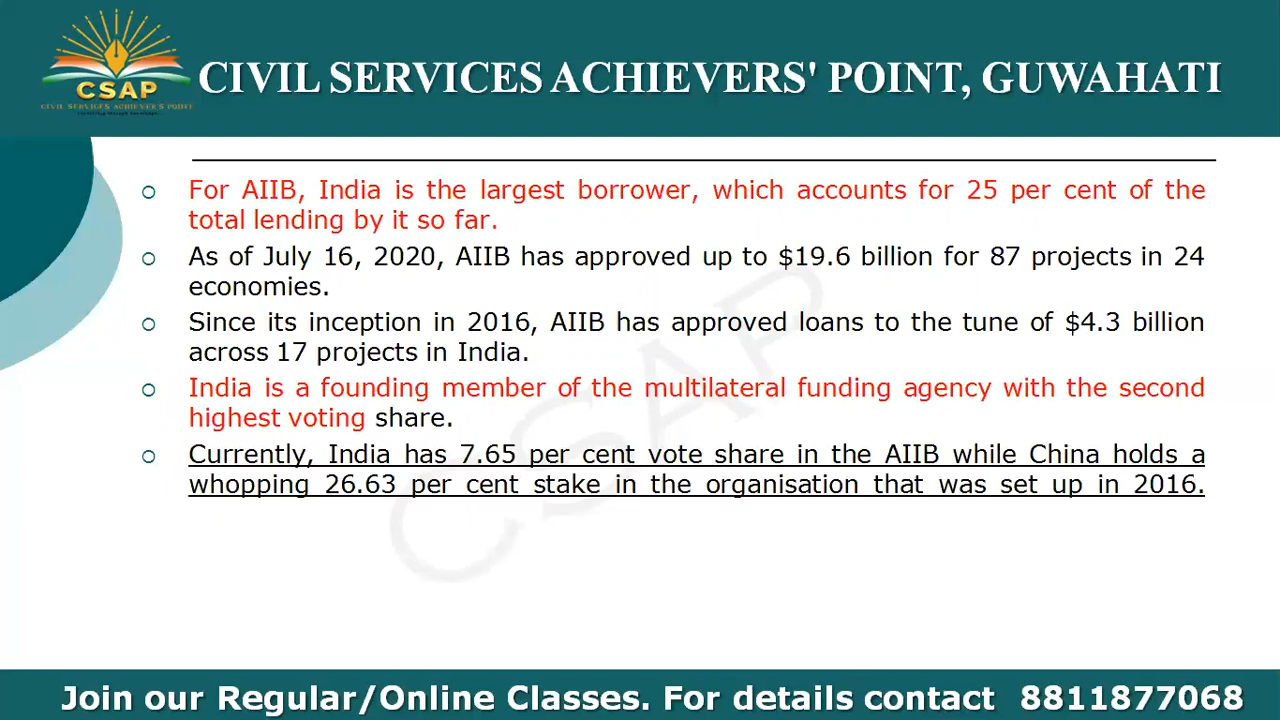 CSAP
CIVIL SERVICES ACHIEVER'S POINT
CIVIL SERVICES ACHIEVERS' POINT, GUWAHATI
For AIIB, India is the largest borrower, which accounts for 25 per cent of the
total lending by it so far.
As of July 16, 2020, AIIB has approved up to $19.6 billion for 87 projects in 24
economies.
Since its inception in 2016, AIIB has approved loans to the tune of $4.3 billion
across 17 projects in India.
India is a founding member of the multilateral funding agency with the second
highest voting share.
Currently, India has 7.65 per cent vote share in the AIIB while China holds a
whopping 26.63 per cent stake in the organisation that was set up in 2016.
CSAP
Join our Regular/Online Classes. For details contact 8811877068